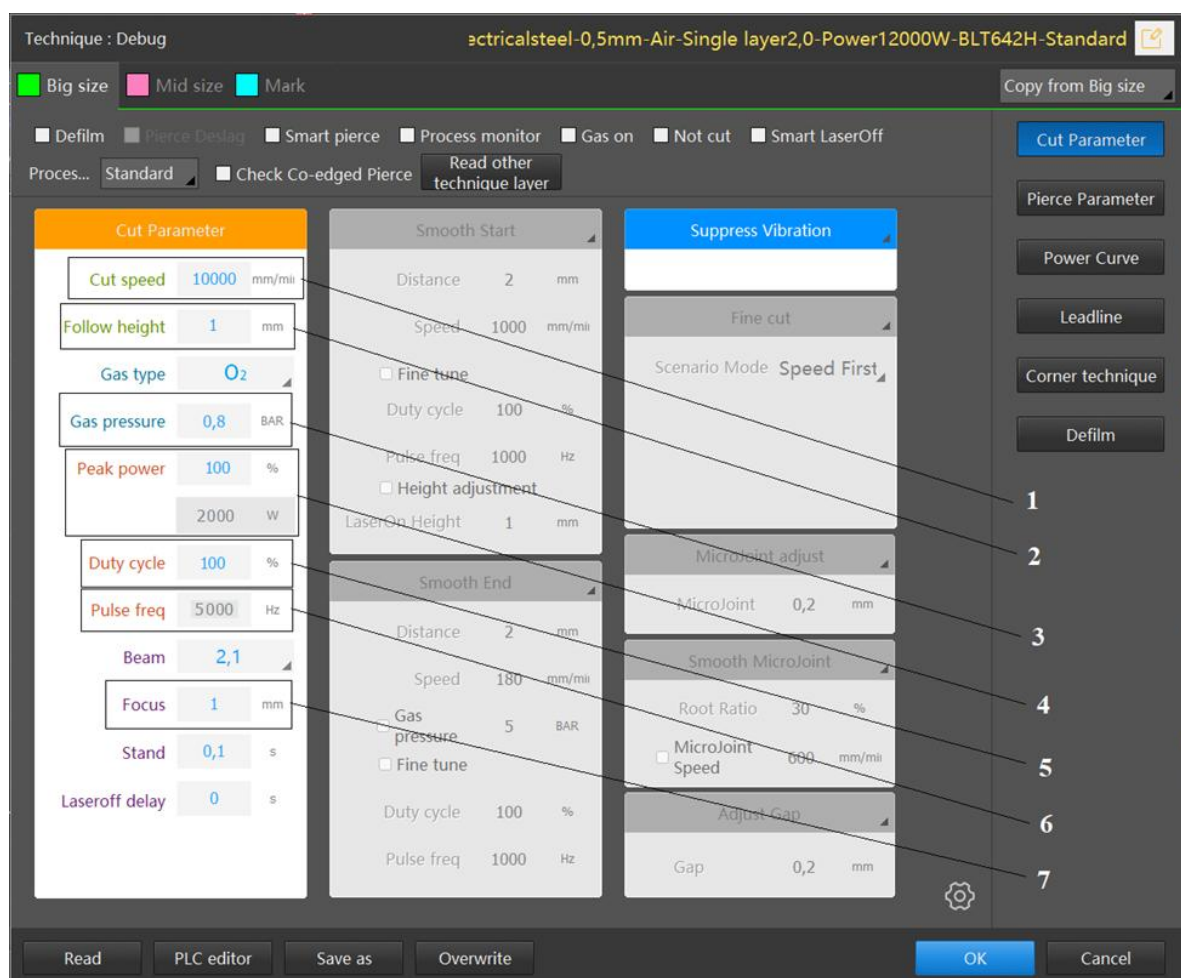 Technique : Debug
ectricalsteel-0,5mm-Air-Single layer2,0-Power12000W-BLT642H-Standard
Big size Mid size Mark
Copy from Big size
Defilm Pierce Deslag Smart pierce Process monitor Gas on Not cut Smart LaserOff
Proces... Standard Check Co-edged Pierce Read other
technique layer
Cut Parameter
Cut speed 10000 mm/min
Follow height 1 mm
Gas type O2
Gas pressure 0,8 BAR
Peak power 100 %
2000 W
Duty cycle 100 %
Pulse freq 5000 Hz
Beam 2,1
Focus 1 mm
Stand 0,1 s
Laseroff delay 0 s
Smooth Start
Distance 2 mm
Speed 1000 mm/min
Fine tune
Duty cycle 100 %
Pulse freq 1000 Hz
Height adjustment
LaserOn Height 1 mm
Smooth End
Distance 2 mm
Speed 180 mm/min
Gas
pressure 5 BAR
Fine tune
Duty cycle 100 %
Pulse freq 1000 Hz
Suppress Vibration
Fine cut
Scenario Mode Speed First
MicroJoint adjust
MicroJoint 0,2 mm
Smooth MicroJoint
Root Ratio 30 %
MicroJoint
Speed 600 mm/min
Adjust Gap
Gap 0,2 mm
1
2
3
4
5
6
7
Cut Parameter
Pierce Parameter
Power Curve
Leadline
Corner technique
Defilm
Read PLC editor Save as Overwrite OK Cancel